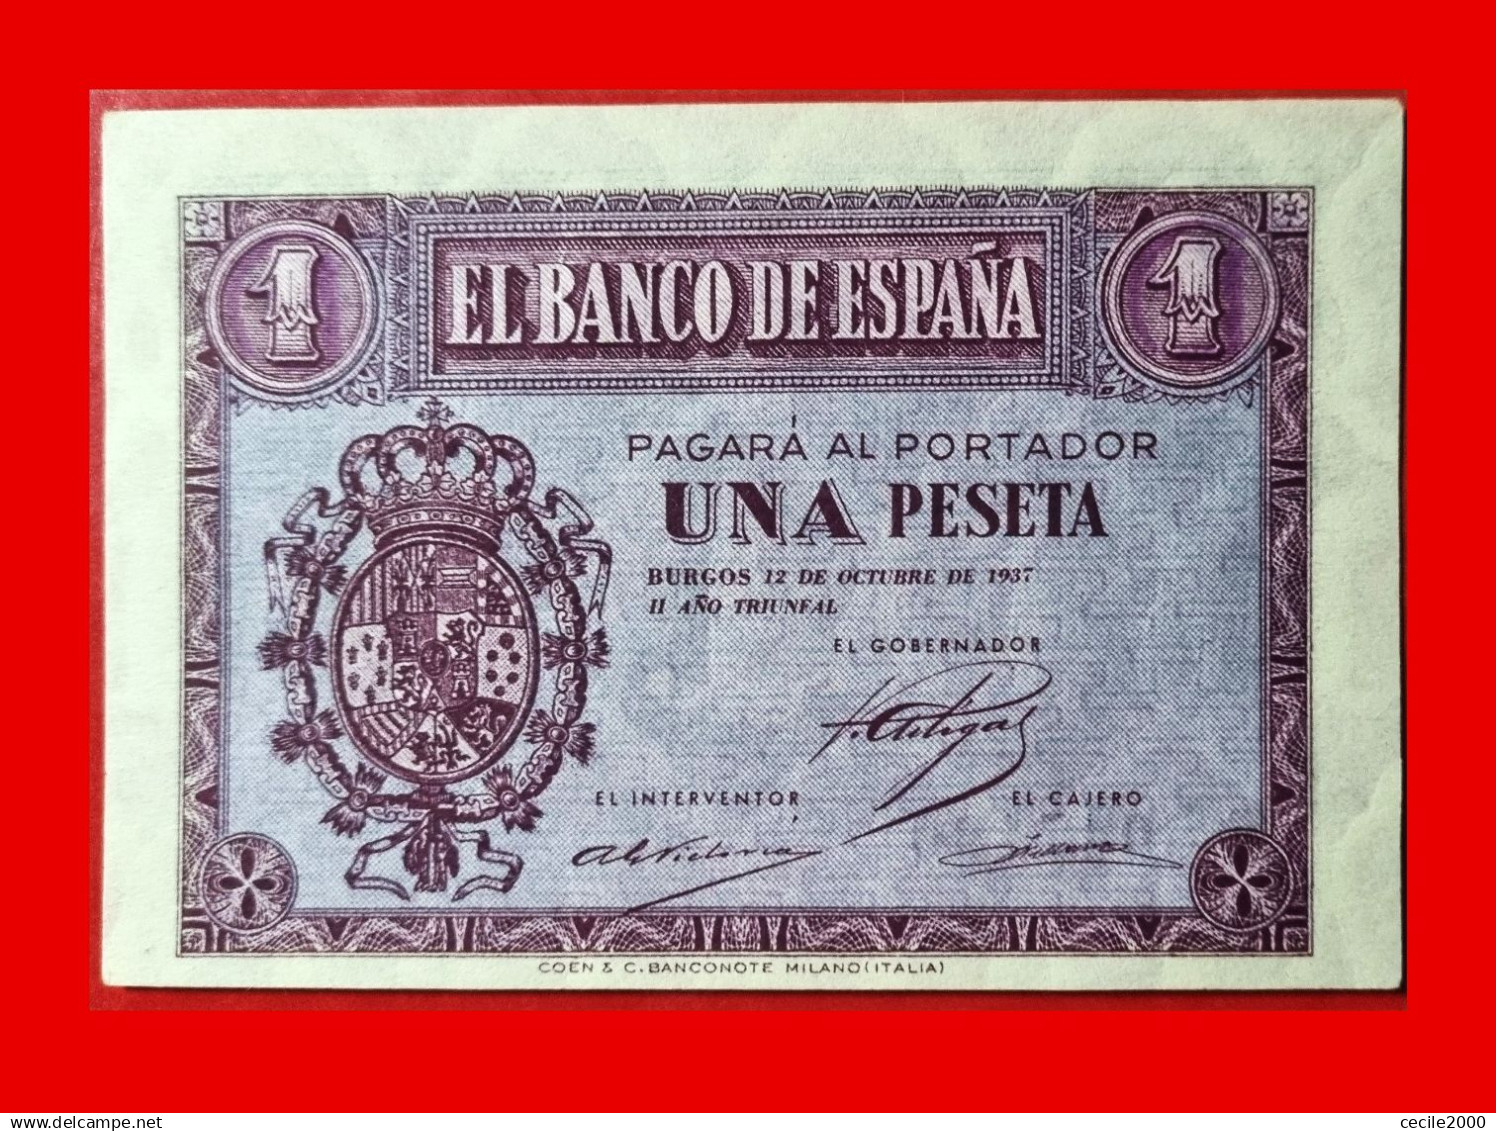 1 EL BANCO DE ESPAÑA 1
PAGARÁ AL PORTADOR
UNA PESETA
BURGOS 12 DE OCTUBRE DE 1937
II AÑO TRIUNFAL
EL GOBERNADOR
EL INTERVENTOR EL CAJERO
COEN & C. BANCONOTE MILANO (ITALIA)
delcampe.net
cecile2000